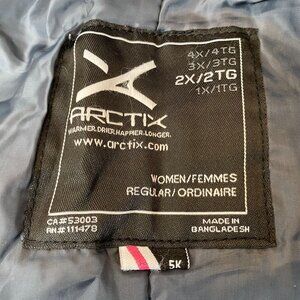 4X/4TG
3X/3TG
2X/2TG
1X/1TG
ARCTIX
WARMER.DRIER.HAPPIER-LONGER.
www.arctix.com
WOMEN/FEMMES
REGULAR/ORDINAIRE
CA#53003
RN#111478
MADE IN
BANGLADESH
5K